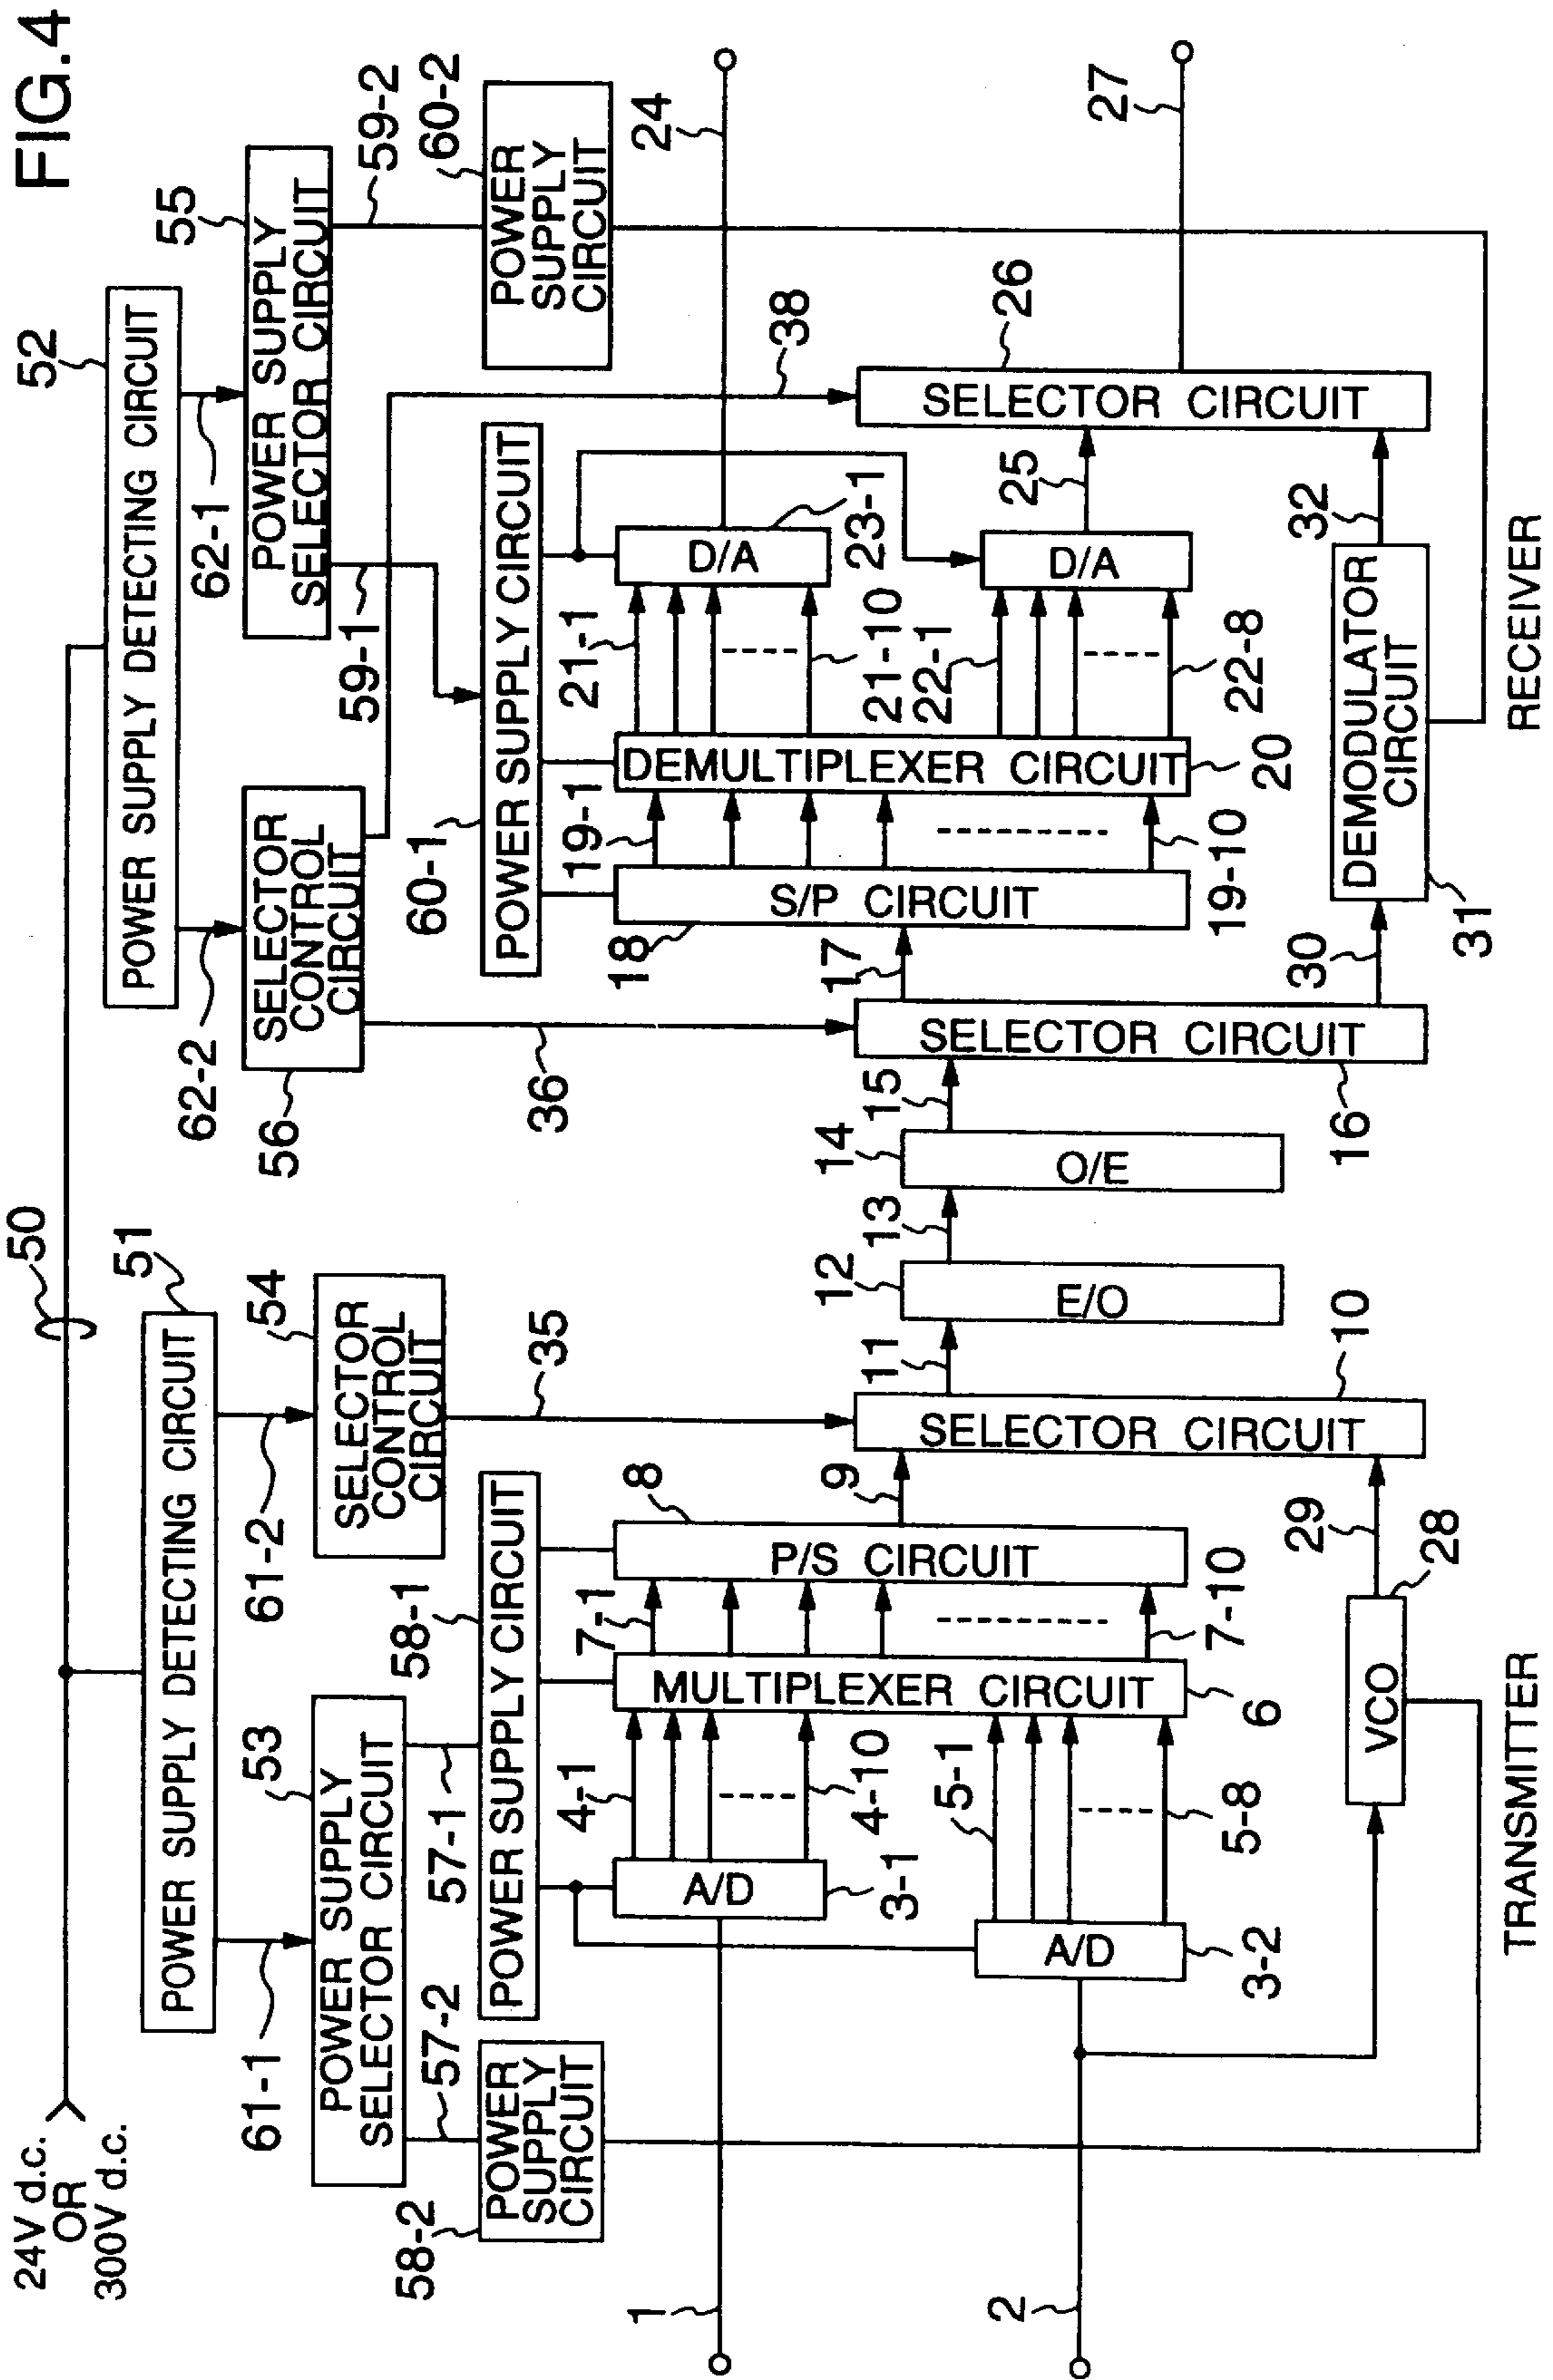 FIG.4
24V d.c.
OR
300V d.c.
50
51
POWER SUPPLY DETECTING CIRCUIT
52
POWER SUPPLY DETECTING CIRCUIT
61-1
61-2
62-2
62-1
53
POWER SUPPLY
SELECTOR CIRCUIT
54
SELECTOR
CONTROL
CIRCUIT
56
SELECTOR
CONTROL
CIRCUIT
55
POWER SUPPLY
SELECTOR CIRCUIT
57-2
57-1
35
36
59-1
38
59-2
58-2
POWER
SUPPLY
CIRCUIT
58-1
POWER SUPPLY CIRCUIT
60-1
POWER SUPPLY CIRCUIT
60-2
POWER
SUPPLY
CIRCUIT
1
A/D
3-1
4-1
4-10
MULTIPLEXER CIRCUIT
6
7-1
7-10
P/S CIRCUIT
8
9
2
A/D
3-2
5-1
5-8
VCO
28
29
SELECTOR CIRCUIT
10
11
12
E/O
13
14
O/E
15
SELECTOR CIRCUIT
16
17
18
S/P CIRCUIT
19-1
19-10
DEMULTIPLEXER CIRCUIT
20
21-1
21-10
22-1
22-8
D/A
23-1
24
D/A
25
SELECTOR CIRCUIT
26
27
30
DEMODULATOR
CIRCUIT
31
32
TRANSMITTER
RECEIVER